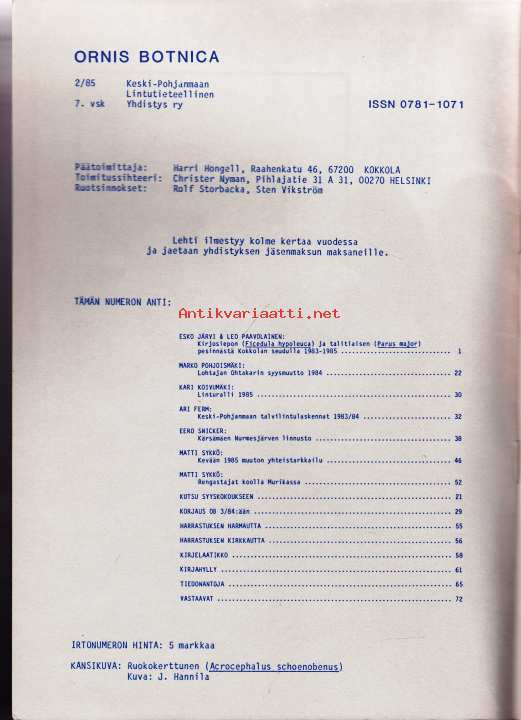 ORNIS BOTNICA
2/85 Keski-Pohjanmaan
Lintutieteellinen
7. vsk Yhdistys ry
ISSN 0781-1071
Päätoimittaja: Harri Hongell, Raahenkatu 46, 67200 KOKKOLA
Toimitussihteeri: Christer Nyman, Pihlajatie 31 A 31, 00270 HELSINKI
Ruotsinnokset: Rolf Storbacka, Sten Vikström
Lehti ilmestyy kolme kertaa vuodessa
ja jaetaan yhdistyksen jäsenmaksun maksaneille.
TÄMÄN NUMERON ANTI:
Antikvariaatti.net
ESKO JÄRVI & LEO PAAVOLAINEN:
Kirjosiepon (Ficedula hypoleuca) ja talitiaisen (Parus major)
pesinnästä Kokkolan seudulla 1983-1985 ............................... 1
MARKO POHJOISMÄKI:
Lohtajan Ohtakarin syysmuutto 1984 ................................... 22
KARI KOIVUMÄKI:
Linturalli 1985 ...................................................... 30
ARI FERM:
Keski-Pohjanmaan talvilintulaskennat 1983/84 ......................... 32
EENO SNICKER:
Kärsämäen Nurmesjärven linnusto ...................................... 38
MATTI SYKKÖ:
Kevään 1985 muuton yhteistarkkailu ................................... 46
MATTI SYKKÖ:
Rengastajat koolla Murikassa ......................................... 52
KUTSU SYYSKOKOUKSEEN ..................................................... 21
KORJAUS OB 3/84:ään ...................................................... 29
HARRASTUKSEN HARMAUTTA ................................................... 55
HARRASTUKSEN KIRKKAUTTA .................................................. 56
KIRJELAATIKKO ............................................................ 58
KIRJAHYLLY ............................................................... 61
TIEDONANTOJA ............................................................. 65
VASTAAVAT ................................................................ 72
IRTONUMERON HINTA: 5 markkaa
KANSIKUVA: Ruokokerttunen (Acrocephalus schoenobenus)
Kuva: J. Hannila